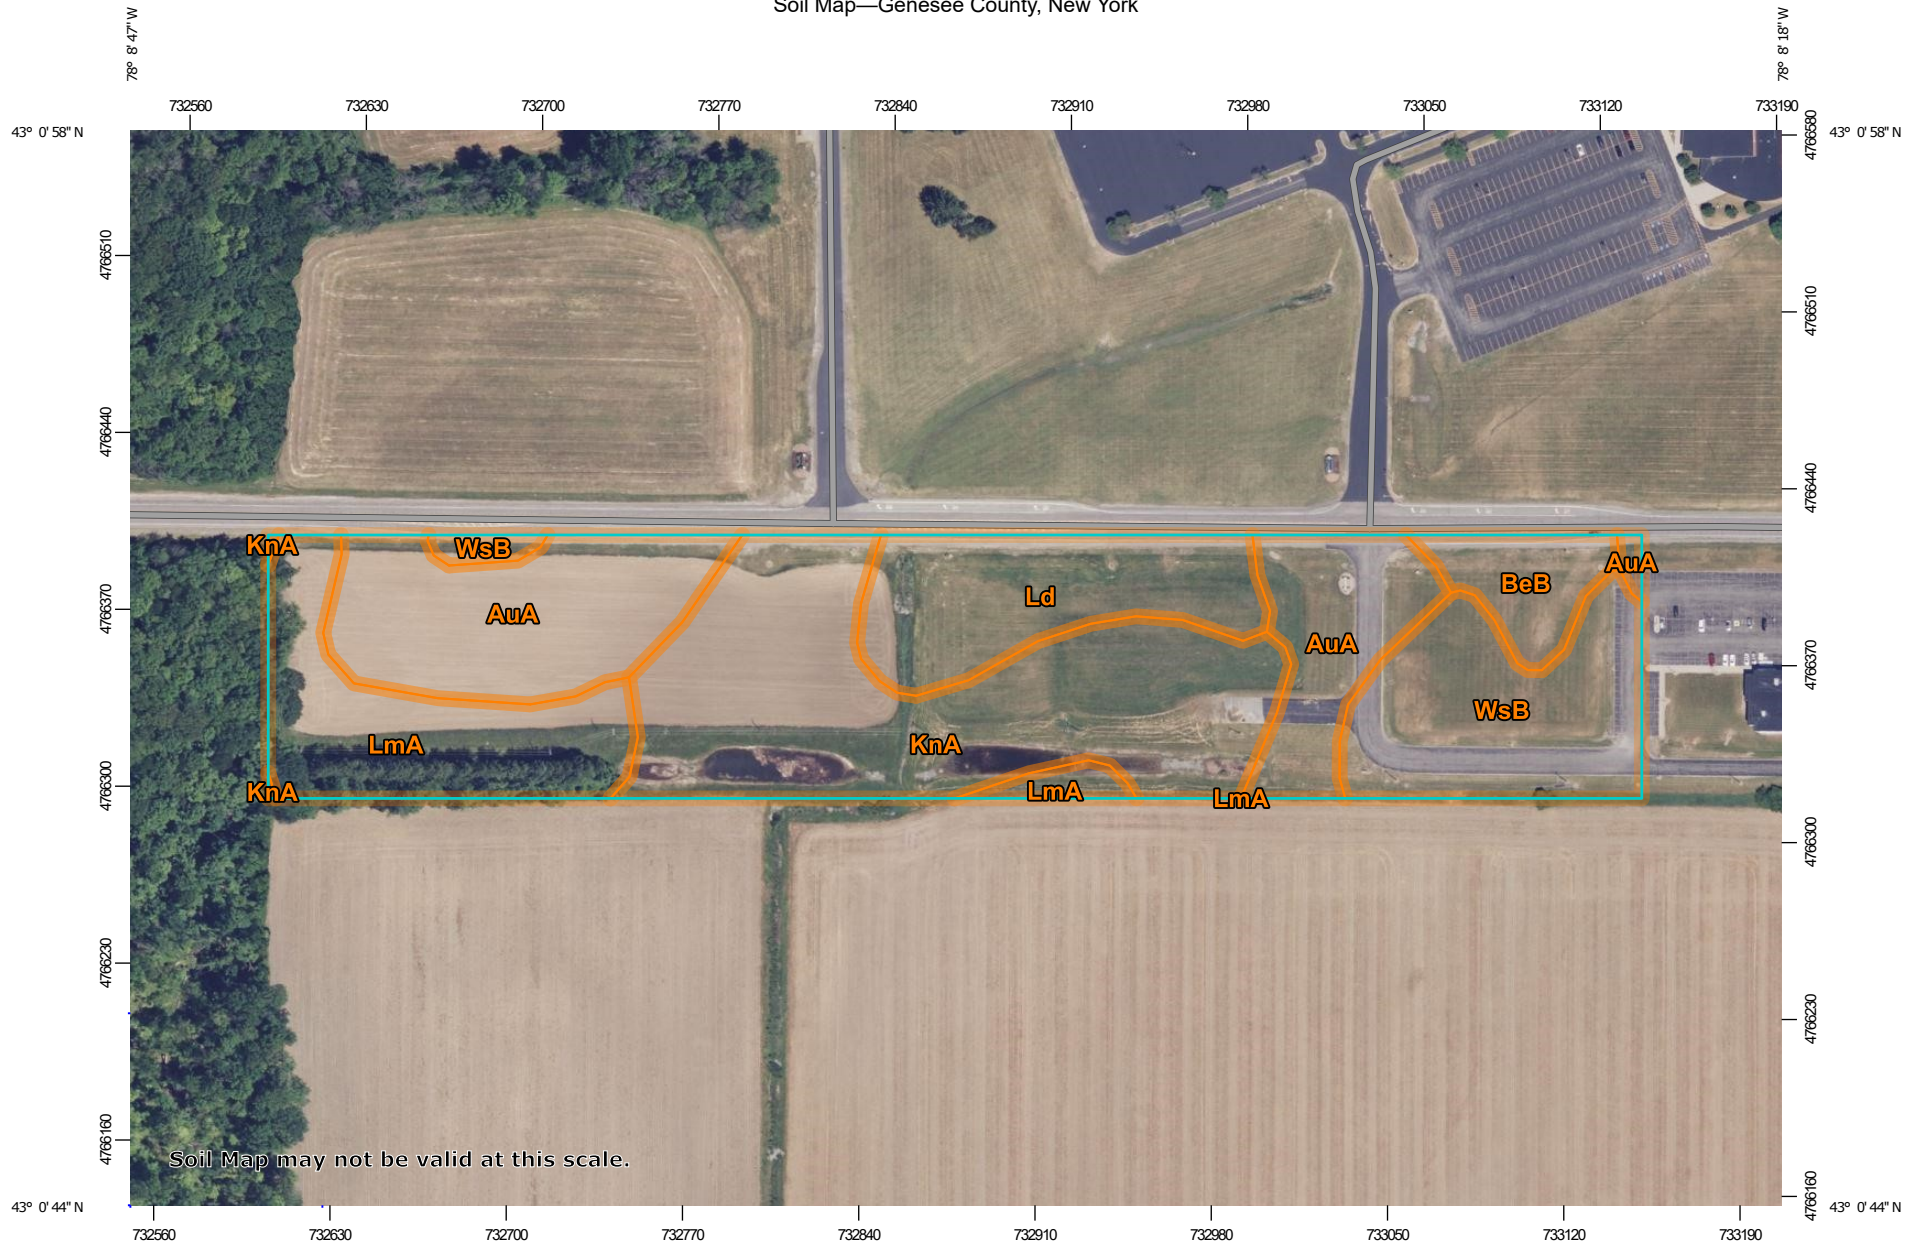 Soil Map—Genesee County, New York
78° 8' 47'' W
78° 8' 18'' W
732560 732630 732700 732770 732840 732910 732980 733050 733120 733190
43° 0' 58'' N
43° 0' 58'' N
4766580
4766510
4766510
4766440
4766440
KnA
WsB
AuA
BeB
Ld
4766370
AuA
AuA
4766370
WsB
LmA
KnA
KnA
LmA
LmA
4766300
4766300
4766230
4766230
4766160
4766160
Soil Map may not be valid at this scale.
43° 0' 44'' N
43° 0' 44'' N
732560 732630 732700 732770 732840 732910 732980 733050 733120 733190